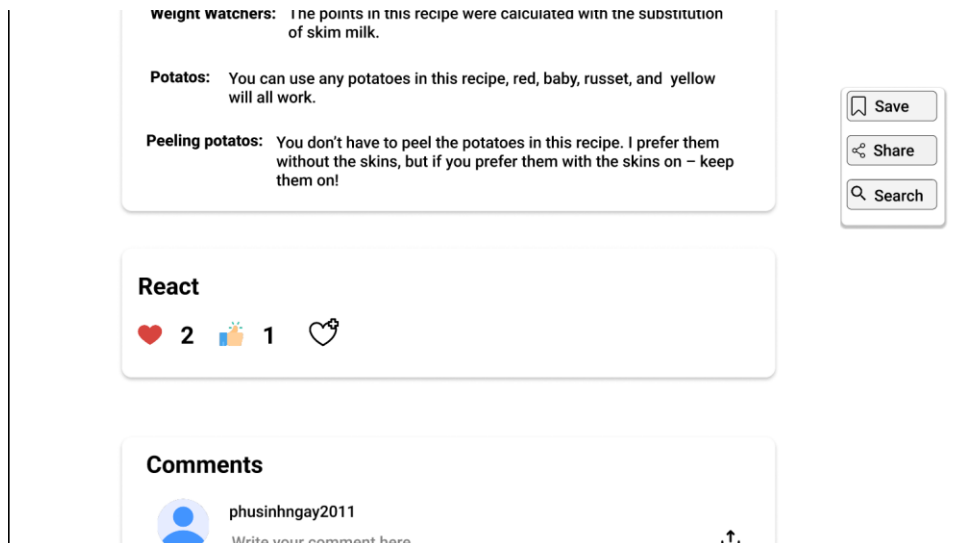 Weight Watchers: The points in this recipe were calculated with the substitution
of skim milk.
Potatos: You can use any potatoes in this recipe, red, baby, russet, and yellow
will all work.
Peeling potatos: You don't have to peel the potatoes in this recipe. I prefer them
without the skins, but if you prefer them with the skins on – keep
them on!
Save
Share
Search
React
2 1
Comments
phusinhngay2011
Write your comment here